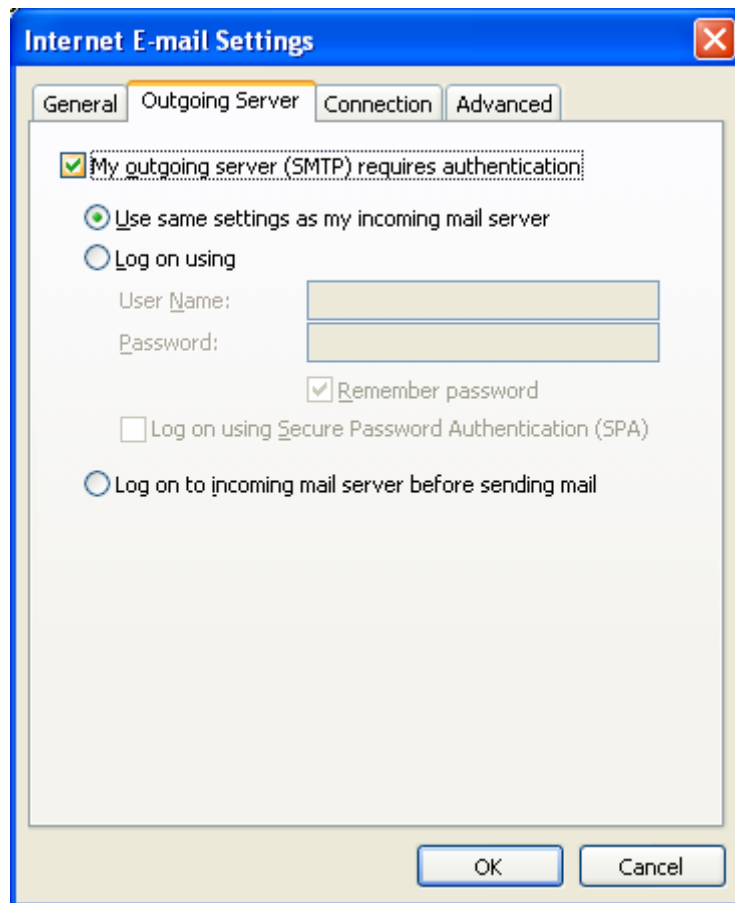 Internet E-mail Settings
General Outgoing Server Connection Advanced
My outgoing server (SMTP) requires authentication
Use same settings as my incoming mail server
Log on using
User Name:
Password:
Remember password
Log on using Secure Password Authentication (SPA)
Log on to incoming mail server before sending mail
OK Cancel